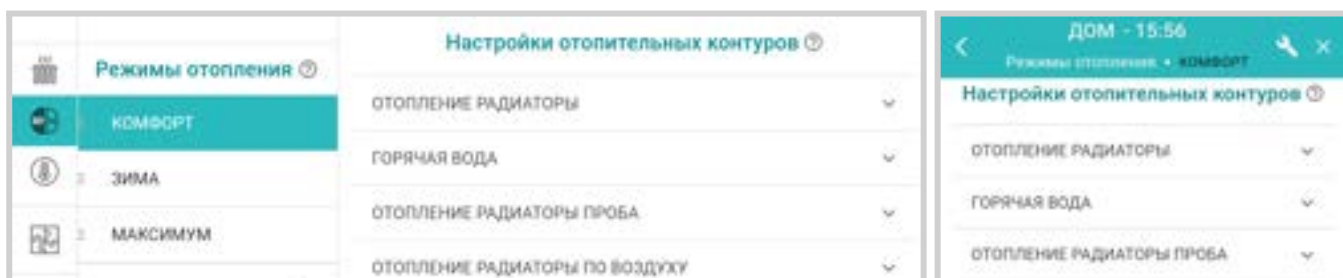 Режимы отопления ?
КОМФОРТ
ЗИМА
МАКСИМУМ
Настройки отопительных контуров ?
ОТОПЛЕНИЕ РАДИАТОРЫ
ГОРЯЧАЯ ВОДА
ОТОПЛЕНИЕ РАДИАТОРЫ ПРОБА
ОТОПЛЕНИЕ РАДИАТОРЫ ПО ВОЗДУХУ
ДОМ - 15:56
Режимы отопления • КОМФОРТ
Настройки отопительных контуров ?
ОТОПЛЕНИЕ РАДИАТОРЫ
ГОРЯЧАЯ ВОДА
ОТОПЛЕНИЕ РАДИАТОРЫ ПРОБА